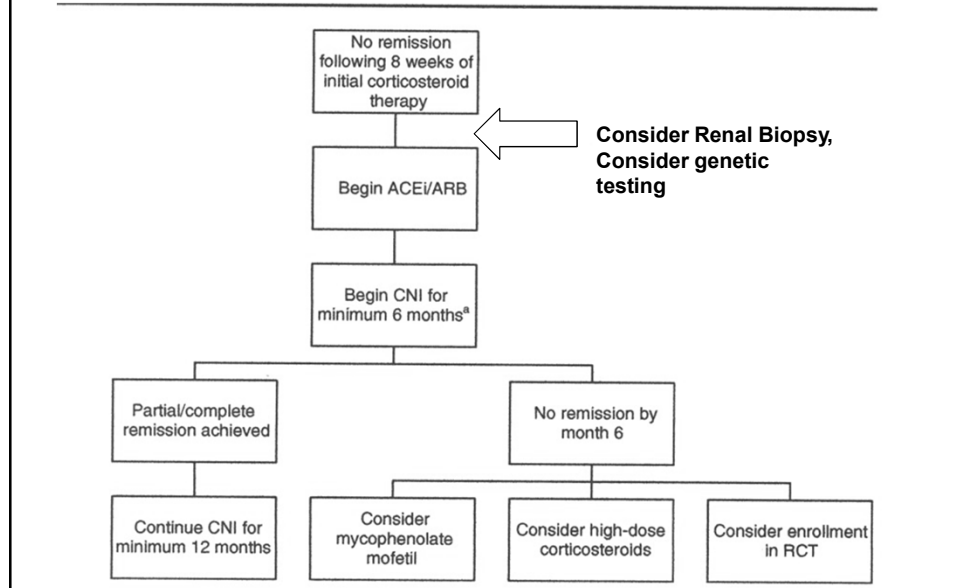 No remission
following 8 weeks of
initial corticosteroid
therapy
Consider Renal Biopsy,
Consider genetic
testing
Begin ACEi/ARB
Begin CNI for
minimum 6 monthsª
Partial/complete
remission achieved
No remission by
month 6
Continue CNI for
minimum 12 months
Consider
mycophenolate
mofetil
Consider high-dose
corticosteroids
Consider enrollment
in RCT